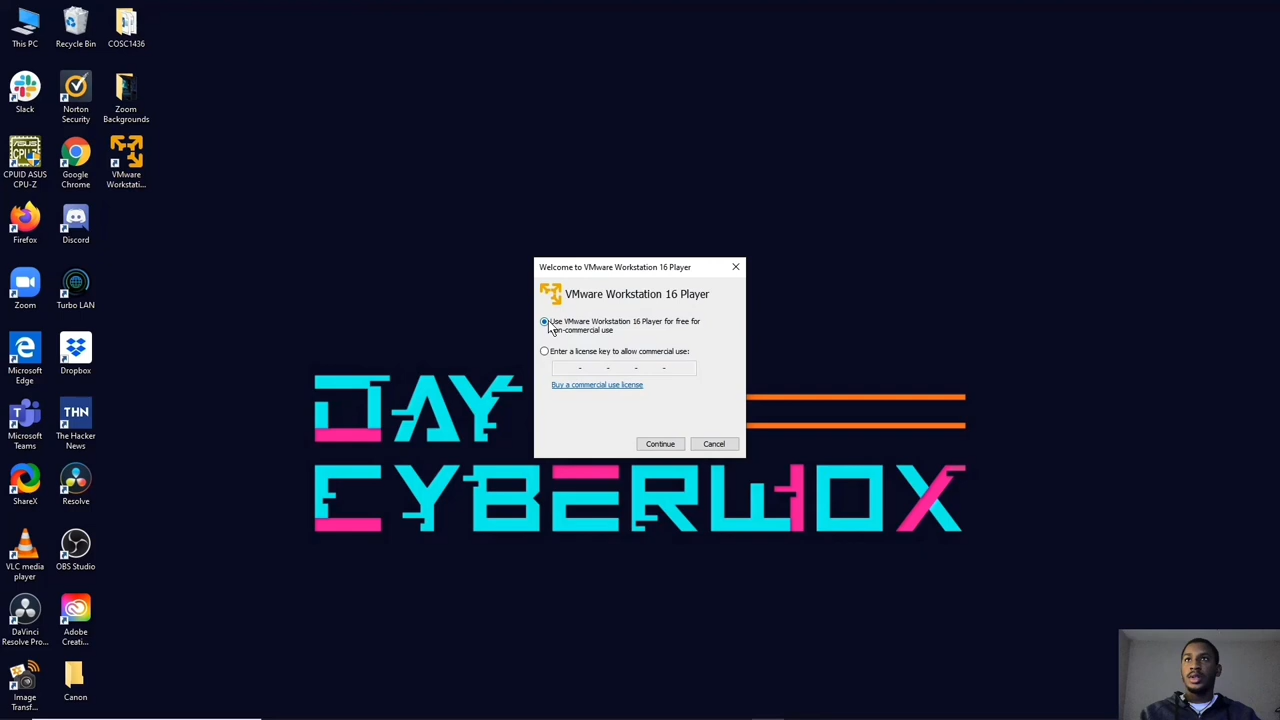 This PC
Recycle Bin
COSC1436
Slack
Norton
Security
Zoom
Backgrounds
CPUID ASUS
CPU-Z
Google
Chrome
VMware
Workstati...
Firefox
Discord
Zoom
Turbo LAN
Microsoft
Edge
Dropbox
Microsoft
Teams
THN
The Hacker
News
ShareX
Resolve
VLC media
player
OBS Studio
DaVinci
Resolve Pro...
Adobe
Creati...
Image
Transf...
Canon
Welcome to VMware Workstation 16 Player
VMware Workstation 16 Player
Use VMware Workstation 16 Player for free for
non-commercial use
Enter a license key to allow commercial use:
- - - -
Buy a commercial use license
Continue
Cancel
DAY
CYBERWOX